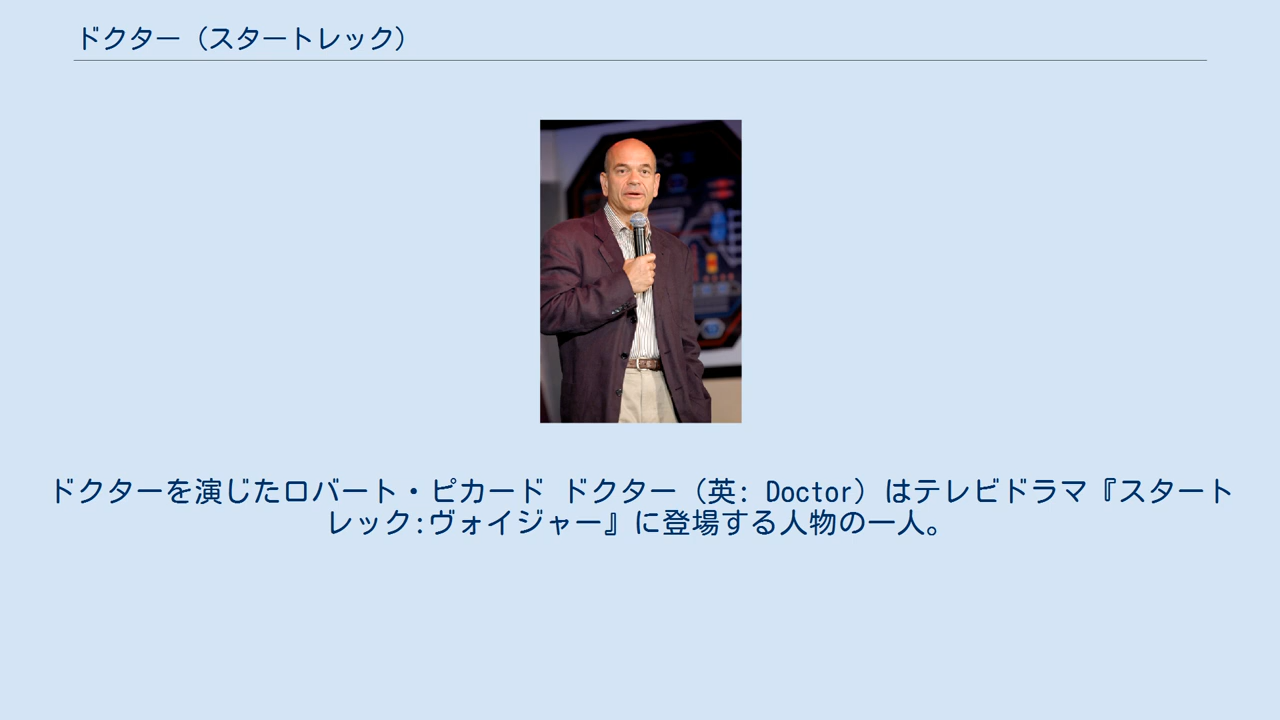 ドクター（スタートレック）
ドクターを演じたロバート・ピカード ドクター（英: Doctor）はテレビドラマ『スタート
レック:ヴォイジャー』に登場する人物の一人。